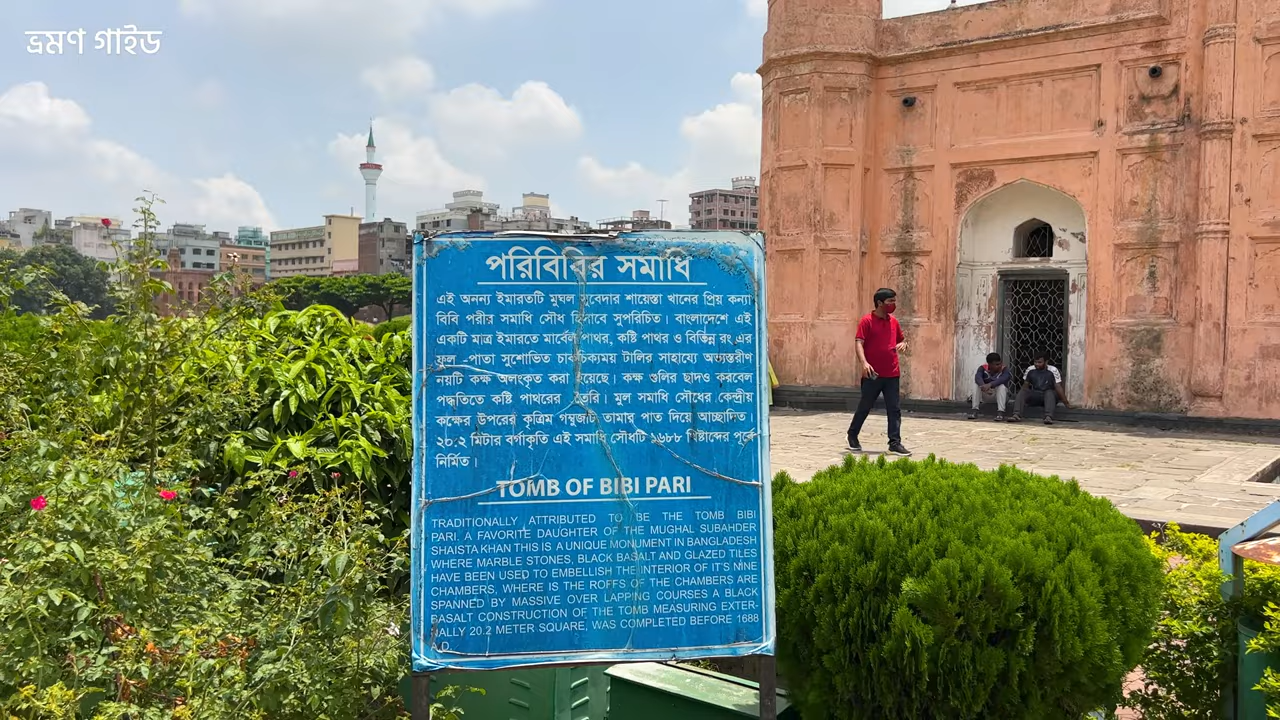 ভ্রমণ গাইড
পরিবিবির সমাধি
এই অনন্য ইমারতটি মুঘল সুবেদার শায়েস্তা খানের প্রিয় কন্যা
বিবি পরীর সমাধি সৌধ হিসাবে সুপরিচিত। বাংলাদেশে এই
একটি মাত্র ইমারতে মার্বেল পাথর, কষ্টি পাথর ও বিভিন্ন রং এর
ফুল -পাতা সুশোভিত চাকচিক্যময় টালির সাহায্যে অভ্যন্তরীণ
নয়টি কক্ষ অলংকৃত করা হয়েছে। কক্ষ গুলির ছাদও করবেল
পদ্ধতিতে কষ্টি পাথরের তৈরি। মুল সমাধি সৌধের কেন্দ্রীয়
কক্ষের উপরের কৃত্রিম গম্বুজটি তামার পাত দিয়ে আচ্ছাদিত।
২০.২ মিটার বর্গাকৃতি এই সমাধি সৌধটি ১৬৮৮ খ্রিষ্টাব্দের পূর্বে
নির্মিত।
TOMB OF BIBI PARI
TRADITIONALLY ATTRIBUTED TO BE THE TOMB BIBI
PARI. A FAVORITE DAUGHTER OF THE MUGHAL SUBAHDER
SHAISTA KHAN THIS IS A UNIQUE MONUMENT IN BANGLADESH
WHERE MARBLE STONES, BLACK BASALT AND GLAZED TILES
HAVE BEEN USED TO EMBELLISH THE INTERIOR OF IT'S NINE
CHAMBERS, WHERE IS THE ROFFS OF THE CHAMBERS ARE
SPANNED BY MASSIVE OVER LAPPING COURSES A BLACK
BASALT CONSTRUCTION OF THE TOMB MEASURING EXTER-
NALLY 20.2 METER SQUARE, WAS COMPLETED BEFORE 1688
A.D.